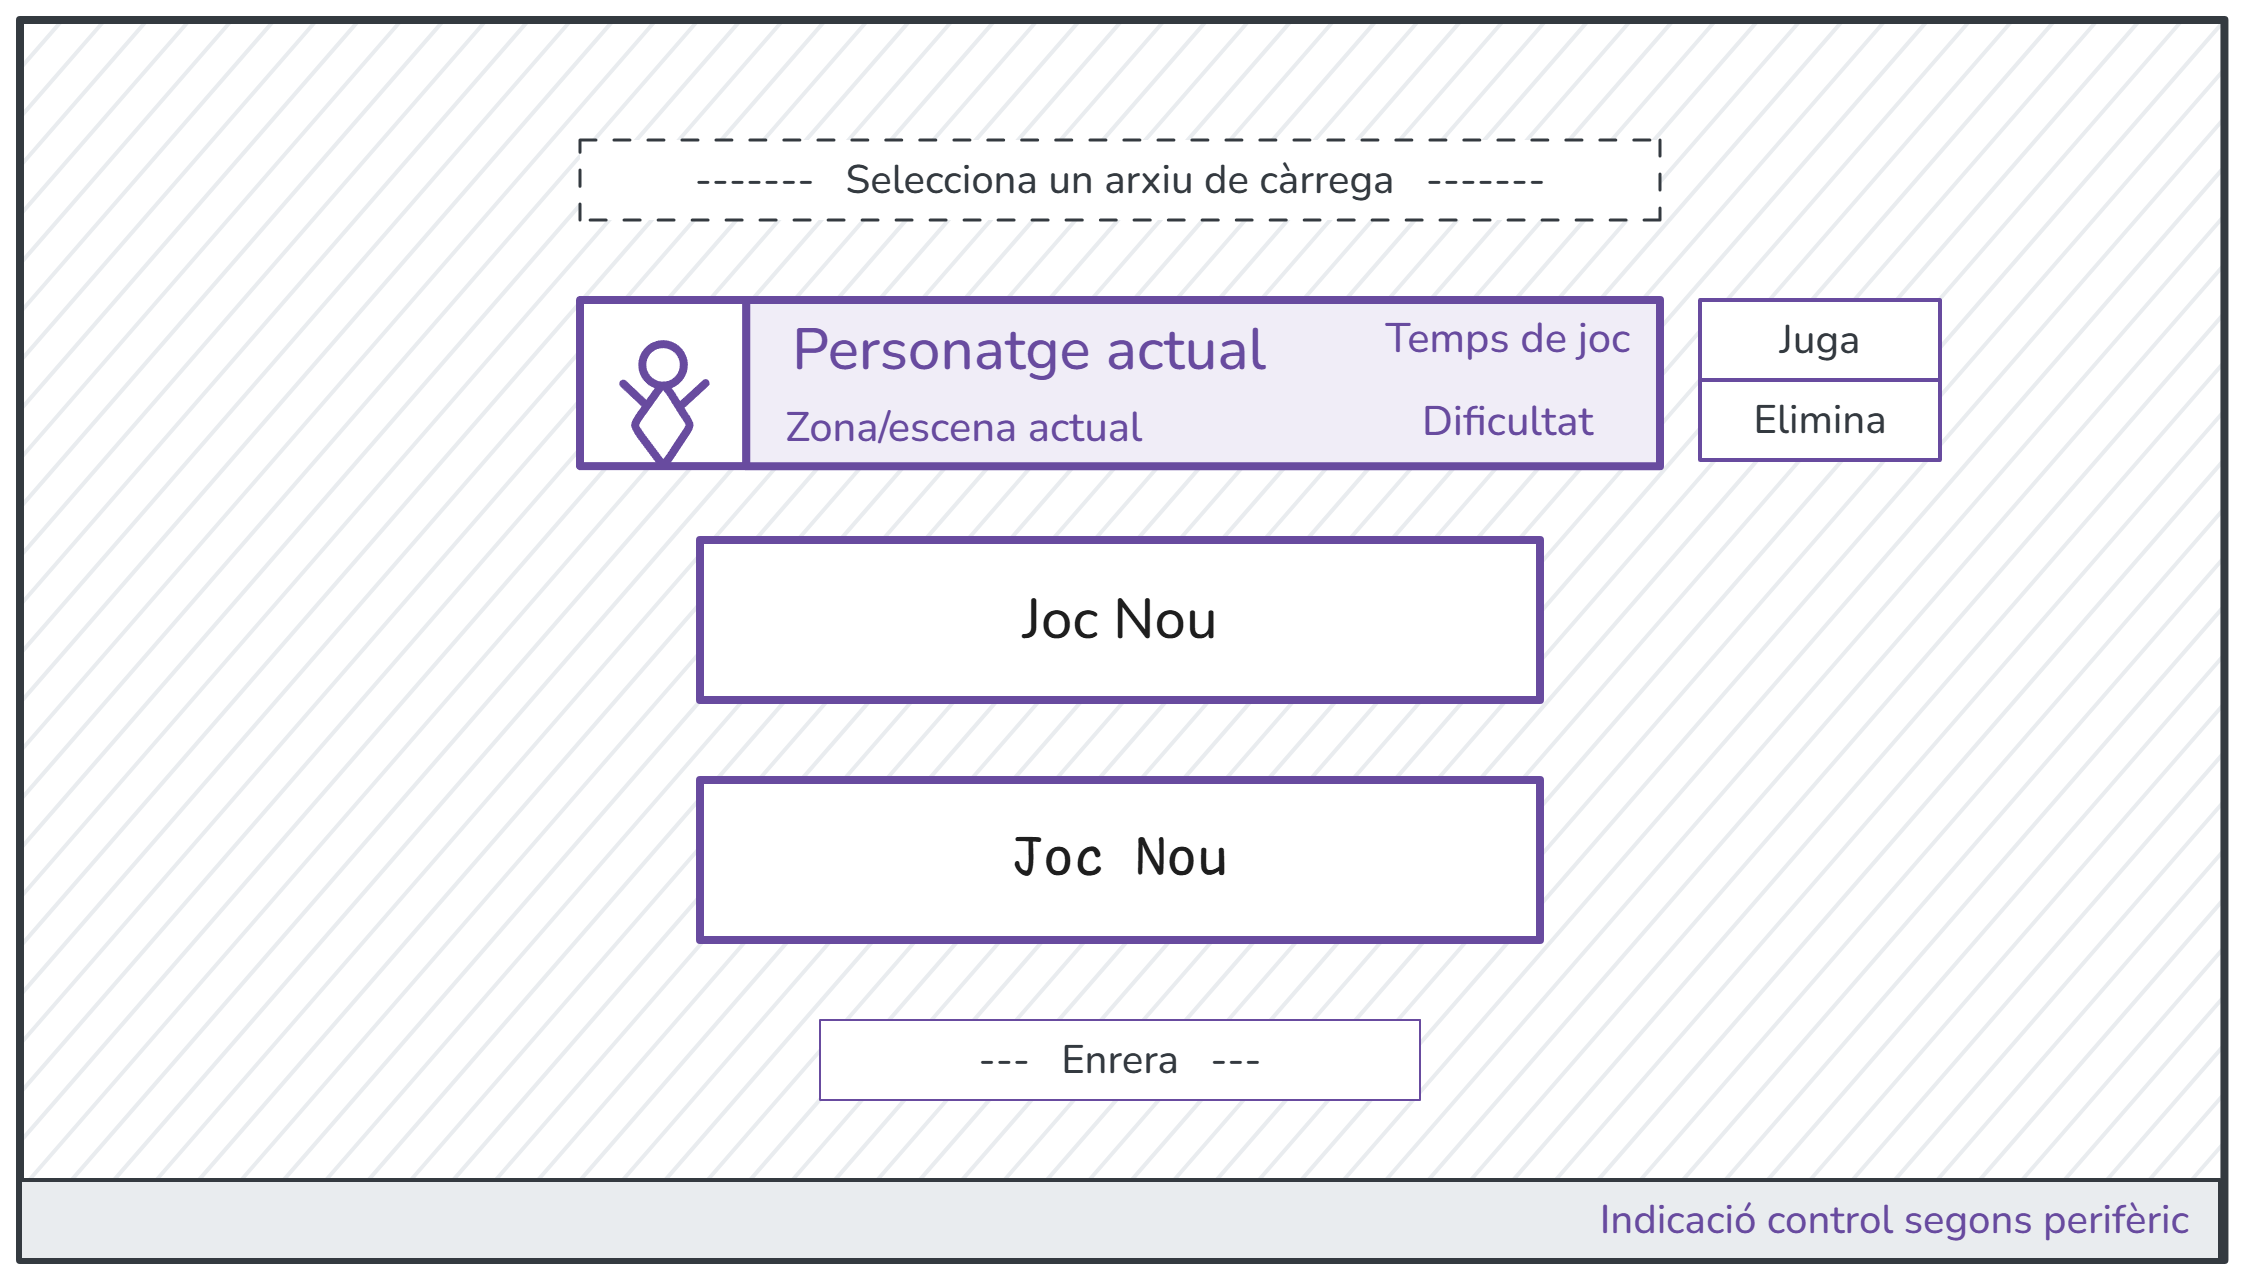 ------- Selecciona un arxiu de càrrega -------
Personatge actual
Temps de joc
Zona/escena actual
Dificultat
Juga
Elimina
Joc Nou
Joc Nou
--- Enrera ---
Indicació control segons perifèric